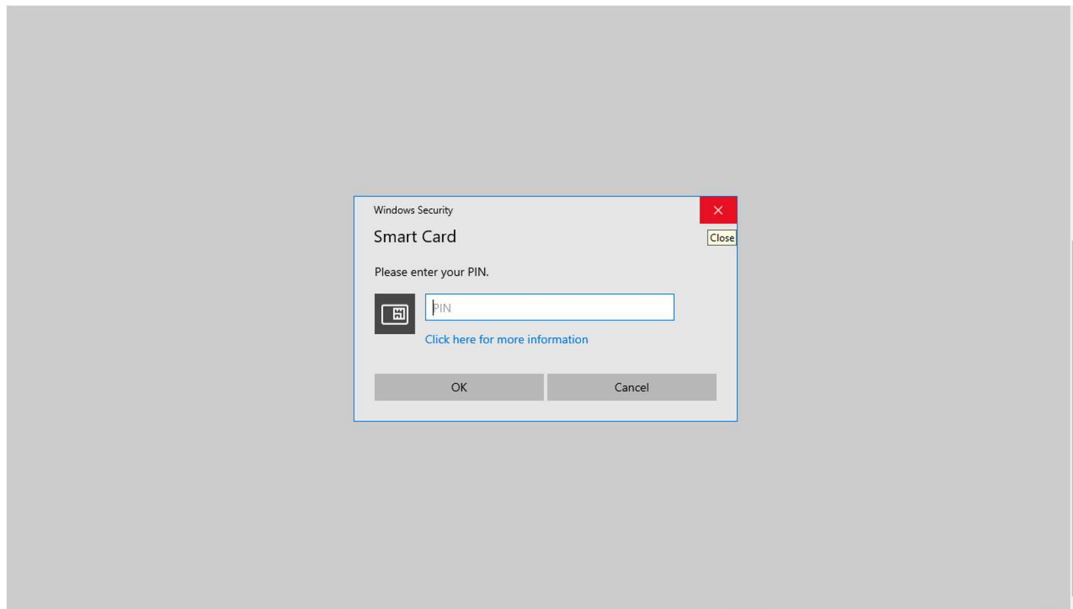 Windows Security
Smart Card
Close
Please enter your PIN.
PIN
Click here for more information
OK
Cancel